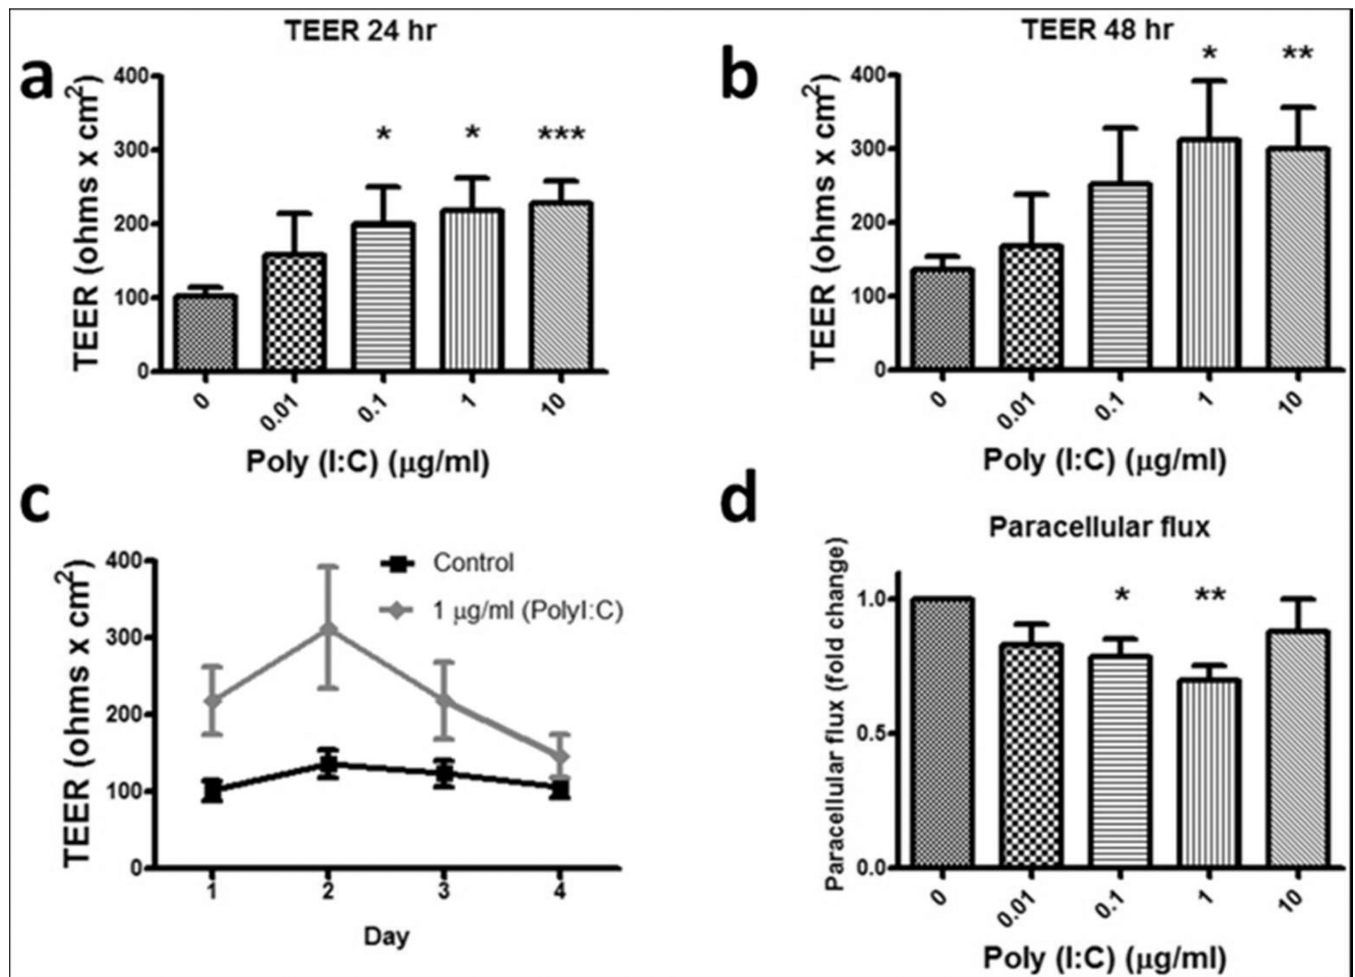 a
TEER 24 hr
TEER (ohms x cm²)
400
300
200
100
0
*
*
***
0
0.01
0.1
1
10
Poly (I:C) (μg/ml)
b
TEER 48 hr
TEER (ohms x cm²)
400
300
200
100
0
*
**
0
0.01
0.1
1
10
Poly (I:C) (μg/ml)
c
TEER (ohms x cm²)
400
300
200
100
0
Control
1 μg/ml (PolyI:C)
1
2
3
4
Day
d
Paracellular flux
Paracellular flux (fold change)
1.0
0.5
0.0
*
**
0
0.01
0.1
1
10
Poly (I:C) (μg/ml)